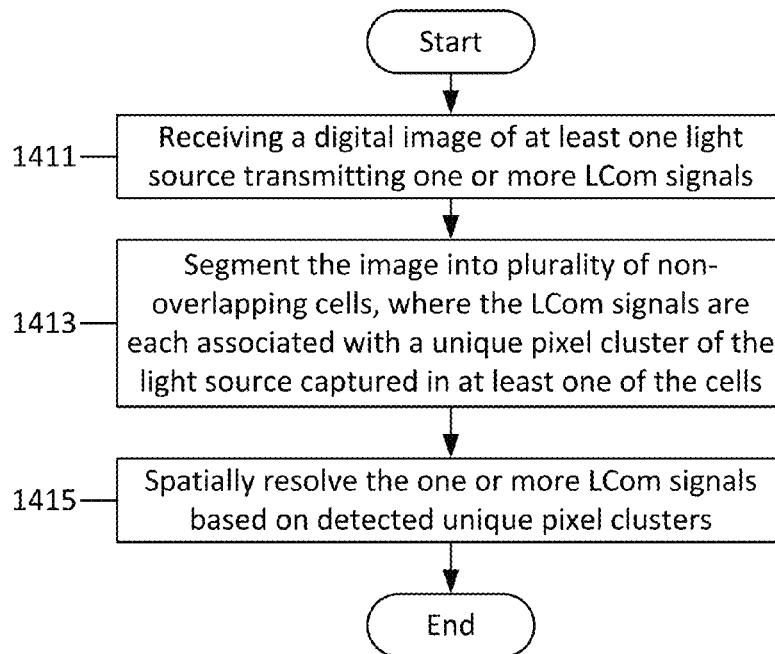 Start
1411
Receiving a digital image of at least one light
source transmitting one or more LCom signals
1413
Segment the image into plurality of non-
overlapping cells, where the LCom signals are
each associated with a unique pixel cluster of the
light source captured in at least one of the cells
1415
Spatially resolve the one or more LCom signals
based on detected unique pixel clusters
End